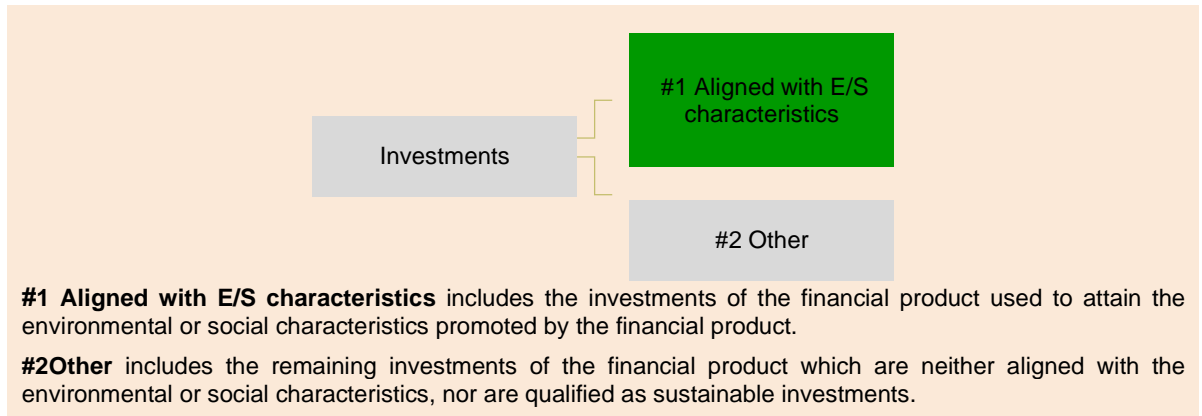 #1 Aligned with E/S
characteristics
Investments
#2 Other
#1 Aligned with E/S characteristics includes the investments of the financial product used to attain the
environmental or social characteristics promoted by the financial product.
#2Other includes the remaining investments of the financial product which are neither aligned with the
environmental or social characteristics, nor are qualified as sustainable investments.